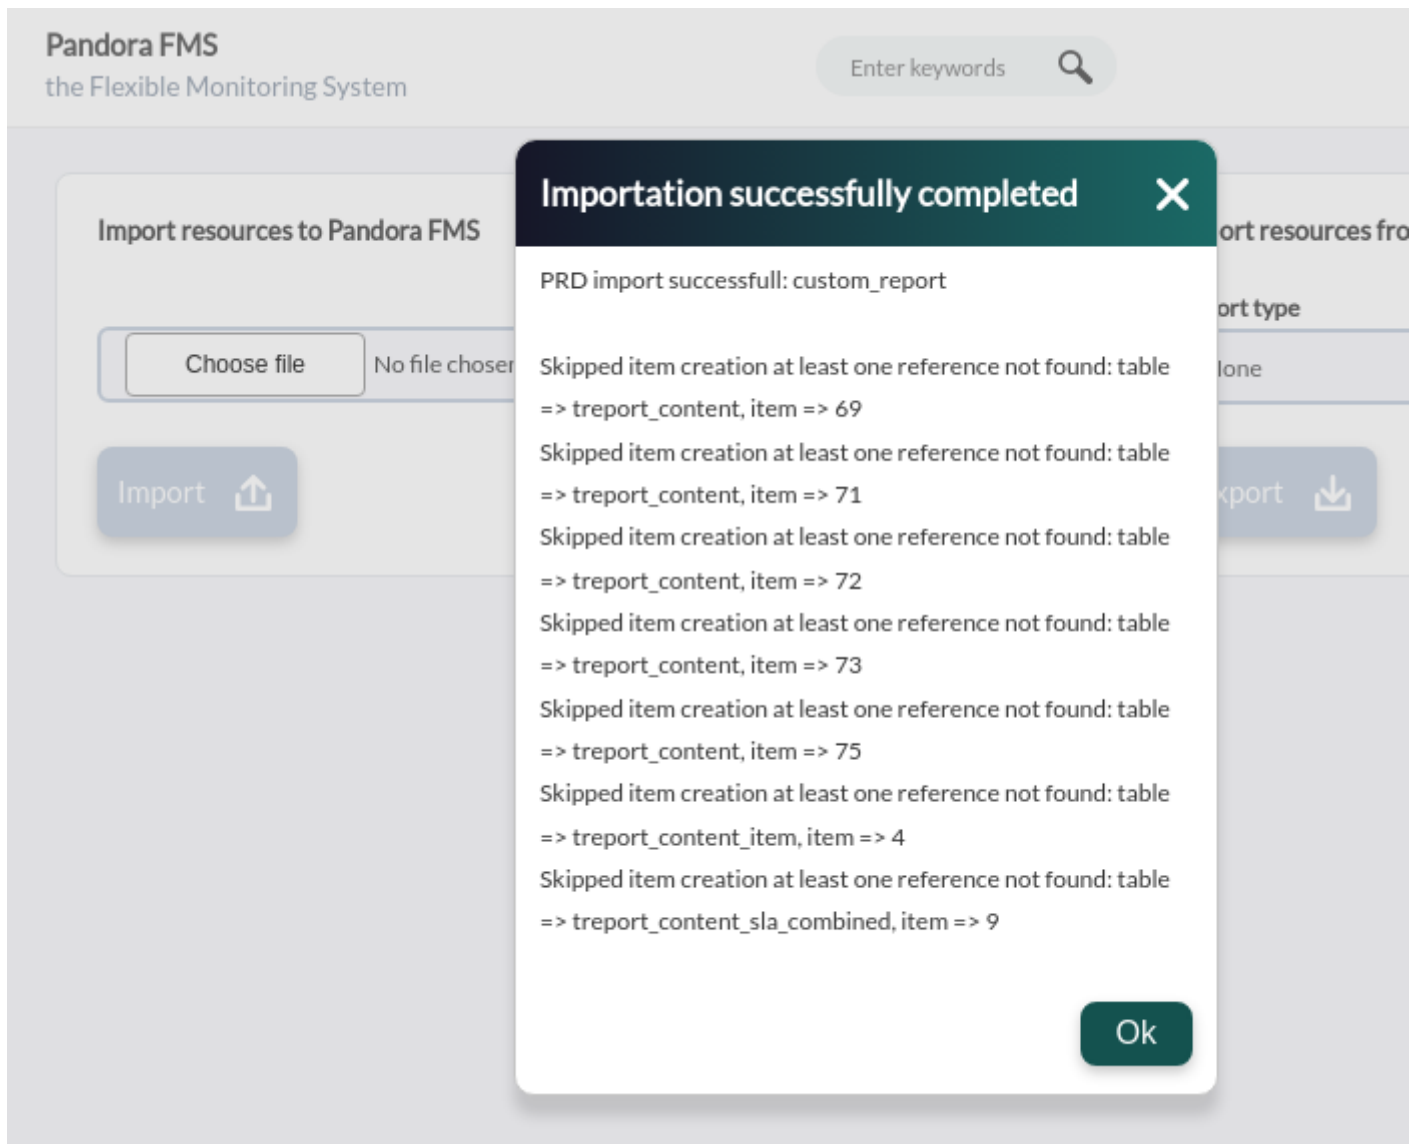 Pandora FMS
the Flexible Monitoring System
Enter keywords
Importation successfully completed
Import resources to Pandora FMS
ort resources fro
PRD import successfull: custom_report
ort type
Choose file
No file chosen
lone
Skipped item creation at least one reference not found: table
=> treport_content, item => 69
Skipped item creation at least one reference not found: table
=> treport_content, item => 71
Import
xport
Skipped item creation at least one reference not found: table
=> treport_content, item => 72
Skipped item creation at least one reference not found: table
=> treport_content, item => 73
Skipped item creation at least one reference not found: table
=> treport_content, item => 75
Skipped item creation at least one reference not found: table
=> treport_content_item, item => 4
Skipped item creation at least one reference not found: table
=> treport_content_sla_combined, item => 9
Ok